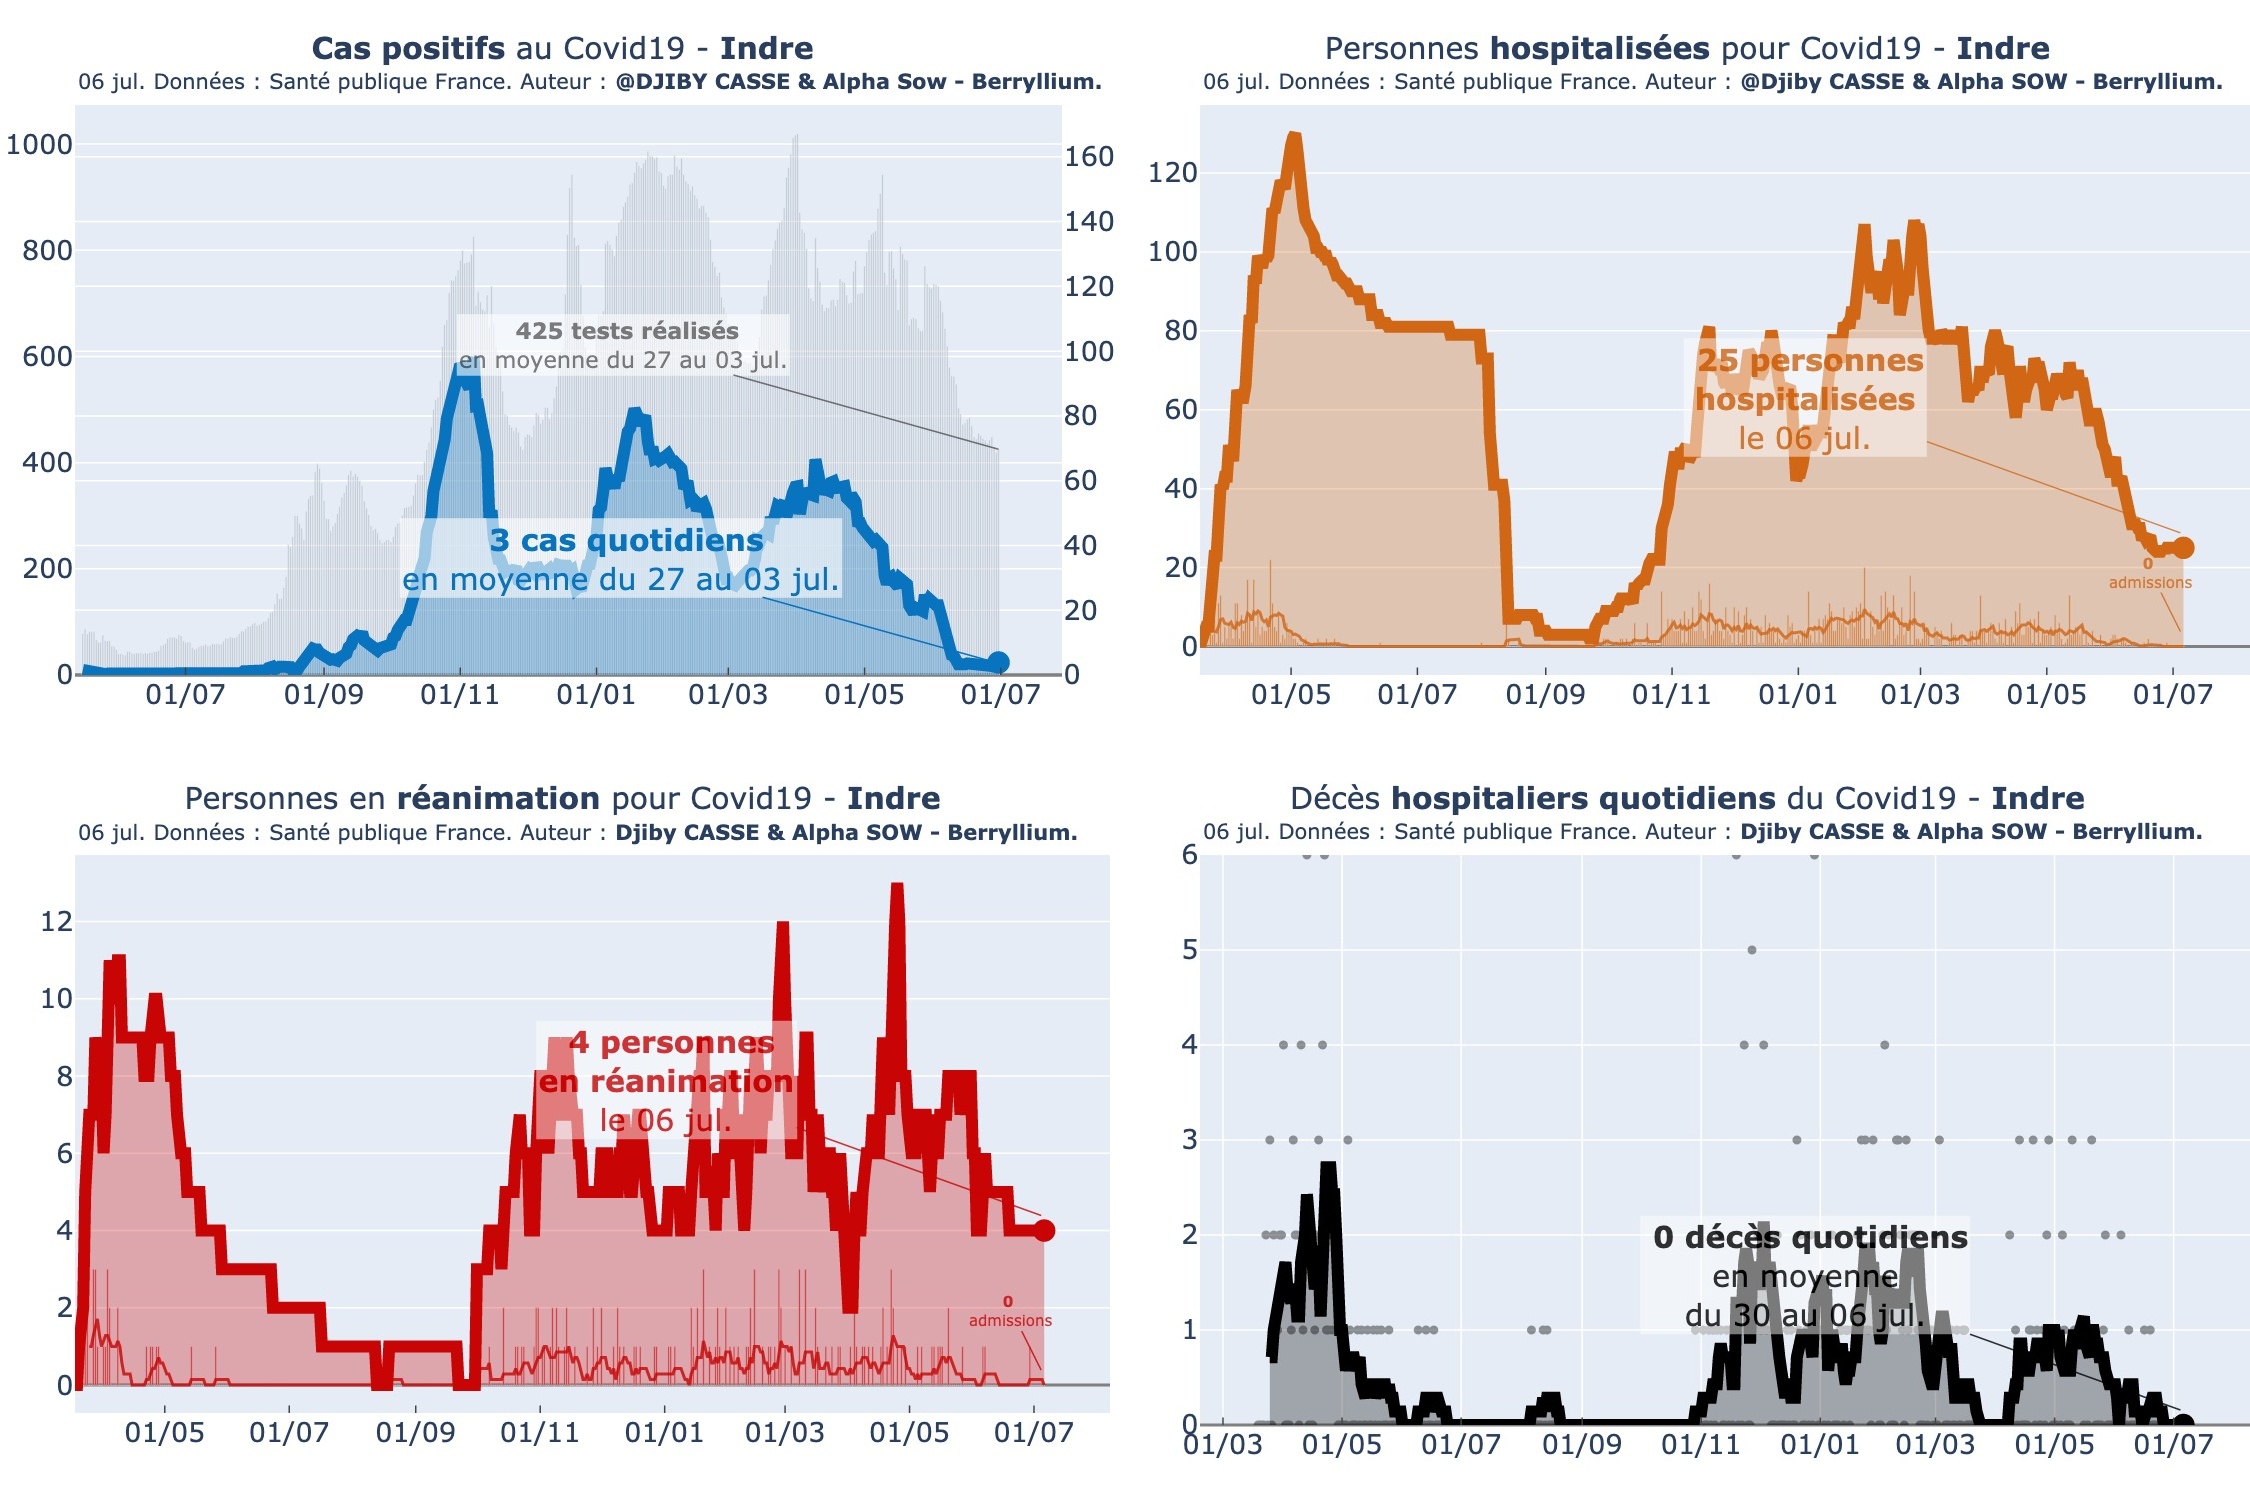 Cas positifs au Covid19 - Indre
06 jul. Données : Santé publique France. Auteur : @DJIBY CASSE & Alpha Sow - Berryllium.
1000
800
600
400
200
0
160
140
120
100
80
60
40
20
0
425 tests réalisés
en moyenne du 27 au 03 jul.
3 cas quotidiens
en moyenne du 27 au 03 jul.
01/07 01/09 01/11 01/01 01/03 01/05 01/07
Personnes hospitalisées pour Covid19 - Indre
06 jul. Données : Santé publique France. Auteur : @Djiby CASSE & Alpha SOW - Berryllium.
120
100
80
60
40
20
0
25 personnes
hospitalisées
le 06 jul.
0
admissions
01/05 01/07 01/09 01/11 01/01 01/03 01/05 01/07
Personnes en réanimation pour Covid19 - Indre
06 jul. Données : Santé publique France. Auteur : Djiby CASSE & Alpha SOW - Berryllium.
12
10
8
6
4
2
0
4 personnes
en réanimation
le 06 jul.
0
admissions
01/05 01/07 01/09 01/11 01/01 01/03 01/05 01/07
Décès hospitaliers quotidiens du Covid19 - Indre
06 jul. Données : Santé publique France. Auteur : Djiby CASSE & Alpha SOW - Berryllium.
6
5
4
3
2
1
0
0 décès quotidiens
en moyenne
du 30 au 06 jul.
01/03 01/05 01/07 01/09 01/11 01/01 01/03 01/05 01/07